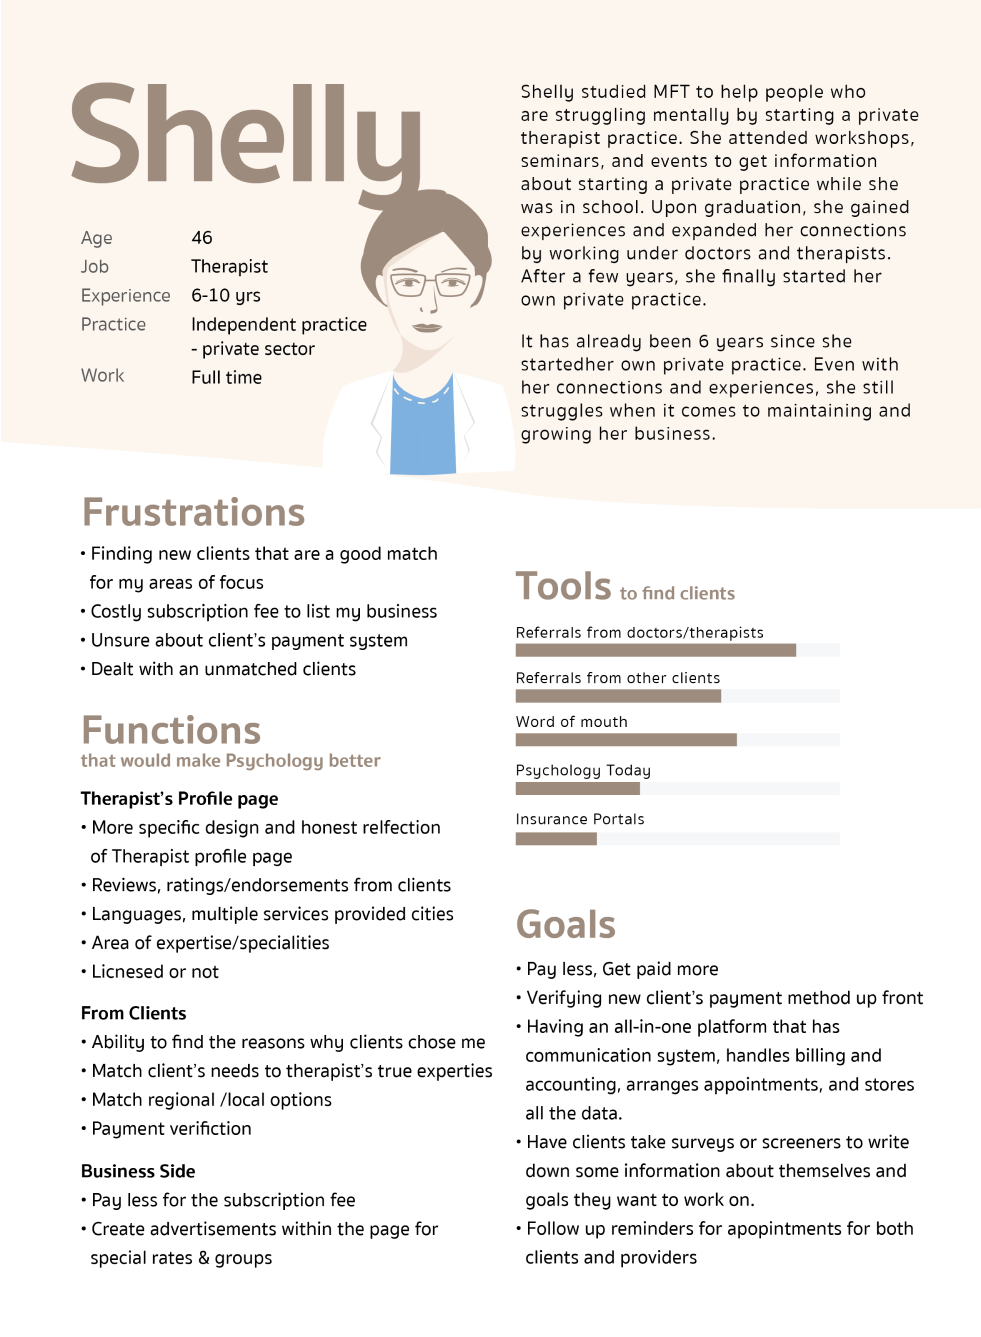 Shelly
Age 46
Job Therapist
Experience 6-10 yrs
Practice Independent practice
- private sector
Work Full time
Shelly studied MFT to help people who
are struggling mentally by starting a private
therapist practice. She attended workshops,
seminars, and events to get information
about starting a private practice while she
was in school. Upon graduation, she gained
experiences and expanded her connections
by working under doctors and therapists.
After a few years, she finally started her
own private practice.
It has already been 6 years since she
startedher own private practice. Even with
her connections and experiences, she still
struggles when it comes to maintaining and
growing her business.
Frustrations
• Finding new clients that are a good match
for my areas of focus
• Costly subscription fee to list my business
• Unsure about client's payment system
• Dealt with an unmatched clients
Functions
that would make Psychology better
Therapist's Profile page
• More specific design and honest relfection
of Therapist profile page
• Reviews, ratings/endorsements from clients
• Languages, multiple services provided cities
• Area of expertise/specialities
• Licnesed or not
From Clients
• Ability to find the reasons why clients chose me
• Match client's needs to therapist's true experties
• Match regional /local options
• Payment verifiction
Business Side
• Pay less for the subscription fee
• Create advertisements within the page for
special rates & groups
Tools to find clients
Referrals from doctors/therapists
Referrals from other clients
Word of mouth
Psychology Today
Insurance Portals
Goals
• Pay less, Get paid more
• Verifying new client's payment method up front
• Having an all-in-one platform that has
communication system, handles billing and
accounting, arranges appointments, and stores
all the data.
• Have clients take surveys or screeners to write
down some information about themselves and
goals they want to work on.
• Follow up reminders for apopintments for both
clients and providers